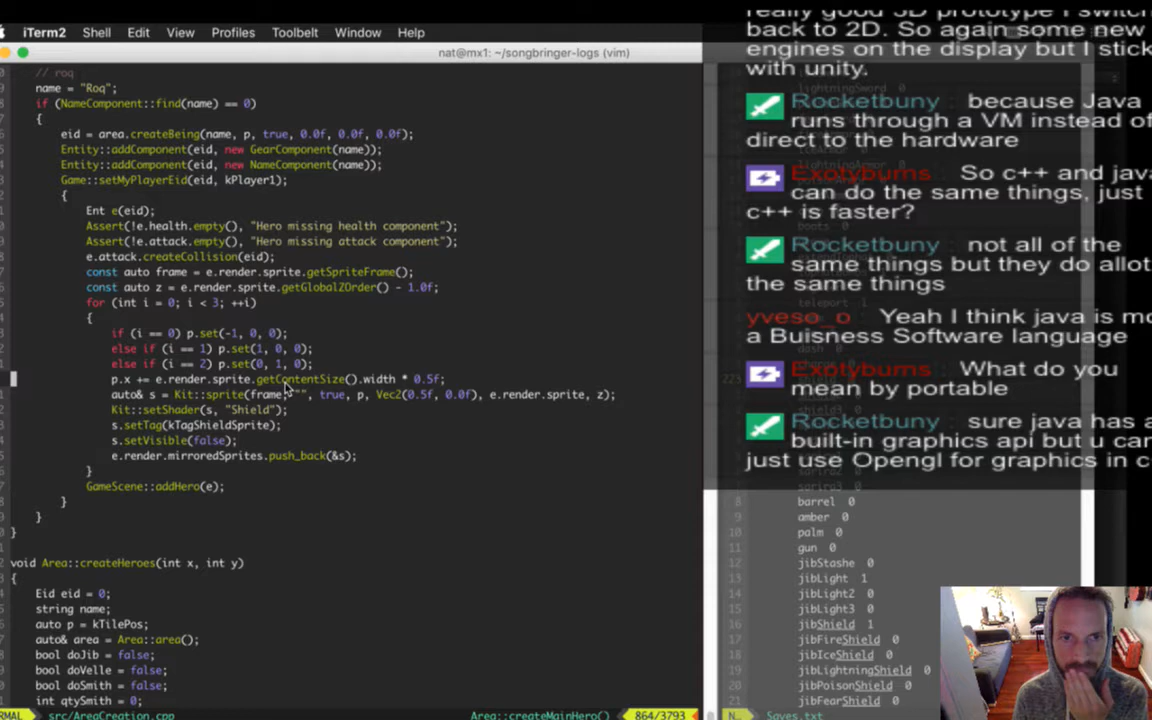 iTerm2 Shell Edit View Profiles Toolbelt Window Help
nat@mx1: ~/songbringer-logs (vim)
// roq
name = "Roq";
if (NameComponent::find(name) == 0)
{
eid = area.createBeing(name, p, true, 0.0f, 0.0f, 0.0f);
Entity::addComponent(eid, new GearComponent(name));
Entity::addComponent(eid, new NameComponent(name));
Game::setMyPlayerEid(eid, kPlayer1);
{
Ent e(eid);
Assert(!e.health.empty(), "Hero missing health component");
Assert(!e.attack.empty(), "Hero missing attack component");
e.attack.createCollision(eid);
const auto frame = e.render.sprite.getSpriteFrame();
const auto z = e.render.sprite.getGlobalZOrder() - 1.0f;
for (int i = 0; i < 3; ++i)
{
if (i == 0) p.set(-1, 0, 0);
else if (i == 1) p.set(1, 0, 0);
else if (i == 2) p.set(0, 1, 0);
p.x += e.render.sprite.getContentSize().width * 0.5f;
auto& s = Kit::sprite(frame, "", true, p, Vec2(0.5f, 0.0f), e.render.sprite, z);
Kit::setShader(s, "Shield");
s.setTag(kTagShieldSprite);
s.setVisible(false);
e.render.mirroredSprites.push_back(&s);
}
GameScene::addHero(e);
}
}
}
void Area::createHeroes(int x, int y)
{
Eid eid = 0;
string name;
auto p = kTilePos;
auto& area = Area::area();
bool doJib = false;
bool doVelle = false;
bool doSmith = false;
int qtySmith = 0;
RMAL src/AreaCreation.cpp Area::createMainHero() 864/3793
really good 3D prototype I switch
back to 2D. So again some new
engines on the display but I stick
with unity.
Rocketbuny because Java
runs through a VM instead of
direct to the hardware
Exotyburns So c++ and java
can do the same things, just
c++ is faster?
Rocketbuny not all of the
same things but they do allot
the same things
yveso_o Yeah I think java is mo
a Buisness Software language
Exotyburns What do you
mean by portable
Rocketbuny sure java has a
built-in graphics api but u can
just use Opengl for graphics in c
8 barrel 0
9 amber 0
10 palm 0
11 gun 0
12 jibStashe 0
13 jibLight 1
14 jibLight2 0
15 jibLight3 0
16 jibShield 1
17 jibFireShield 0
18 jibIceShield 0
19 jibLightningShield 0
20 jibPoisonShield 0
21 jibFearShield 0
N… Saves.txt